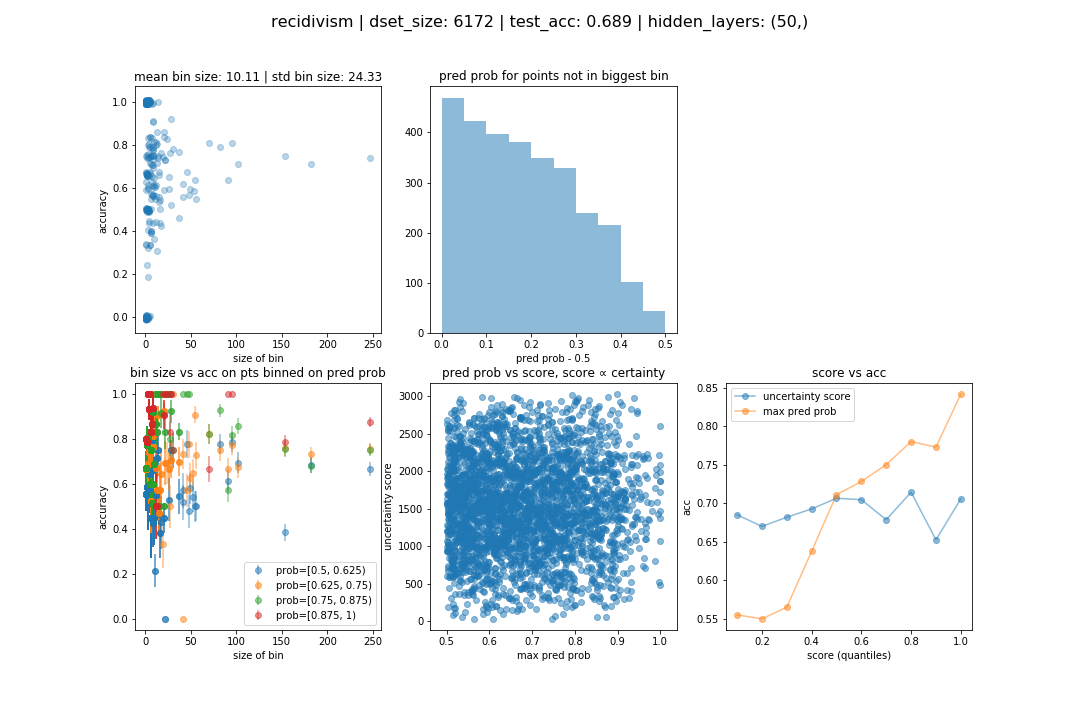 recidivism | dset_size: 6172 | test_acc: 0.689 | hidden_layers: (50,)
mean bin size: 10.11 | std bin size: 24.33
1.0
0.8
0.6
0.4
0.2
0.0
accuracy
0
50
100
150
200
250
size of bin
pred prob for points not in biggest bin
400
300
200
100
0
0.0
0.1
0.2
0.3
0.4
0.5
pred prob - 0.5
bin size vs acc on pts binned on pred prob
1.0
0.8
0.6
0.4
0.2
0.0
accuracy
prob=[0.5, 0.625)
prob=[0.625, 0.75)
prob=[0.75, 0.875)
prob=[0.875, 1)
0
50
100
150
200
250
size of bin
pred prob vs score, score ∝ certainty
3000
2500
2000
1500
1000
500
0
uncertainty score
0.5
0.6
0.7
0.8
0.9
1.0
max pred prob
score vs acc
0.85
0.80
0.75
0.70
0.65
0.60
0.55
acc
uncertainty score
max pred prob
0.2
0.4
0.6
0.8
1.0
score (quantiles)